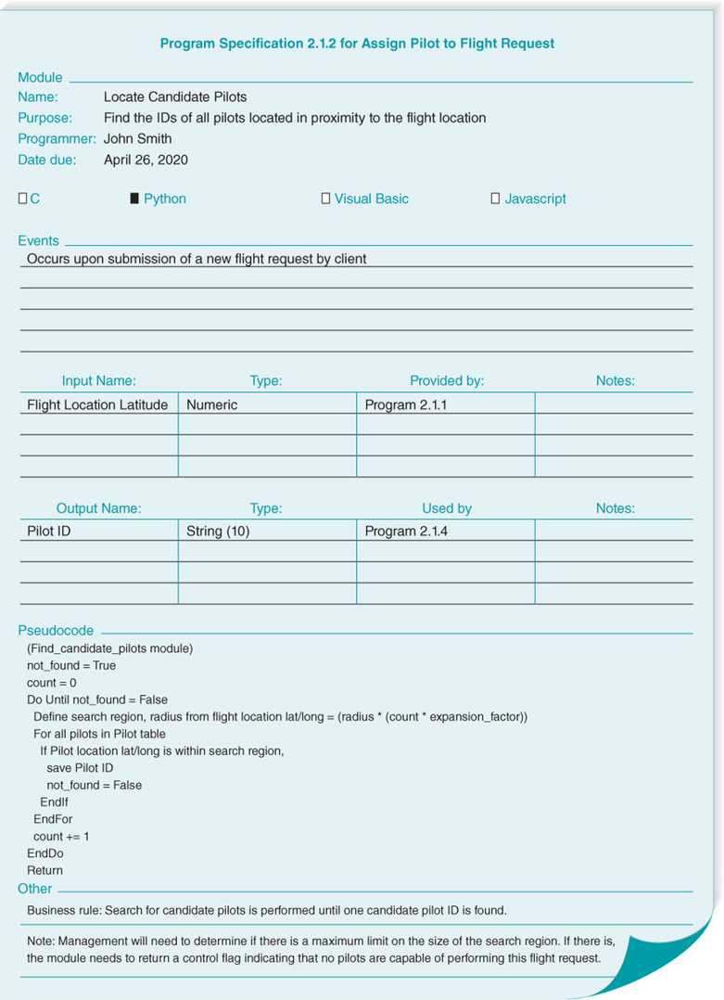 Program Specification 2.1.2 for Assign Pilot to Flight Request
Module
Name: Locate Candidate Pilots
Purpose: Find the IDs of all pilots located in proximity to the flight location
Programmer: John Smith
Date due: April 26, 2020
C Python Visual Basic Javascript
Events
Occurs upon submission of a new flight request by client
Input Name: Type: Provided by: Notes:
Flight Location Latitude Numeric Program 2.1.1
Output Name: Type: Used by Notes:
Pilot ID String (10) Program 2.1.4
Pseudocode
(Find_candidate_pilots module)
not_found = True
count = 0
Do Until not_found = False
Define search region, radius from flight location lat/long = (radius * (count * expansion_factor))
For all pilots in Pilot table
If Pilot location lat/long is within search region,
save Pilot ID
not_found = False
EndIf
EndFor
count += 1
EndDo
Return
Other
Business rule: Search for candidate pilots is performed until one candidate pilot ID is found.
Note: Management will need to determine if there is a maximum limit on the size of the search region. If there is,
the module needs to return a control flag indicating that no pilots are capable of performing this flight request.